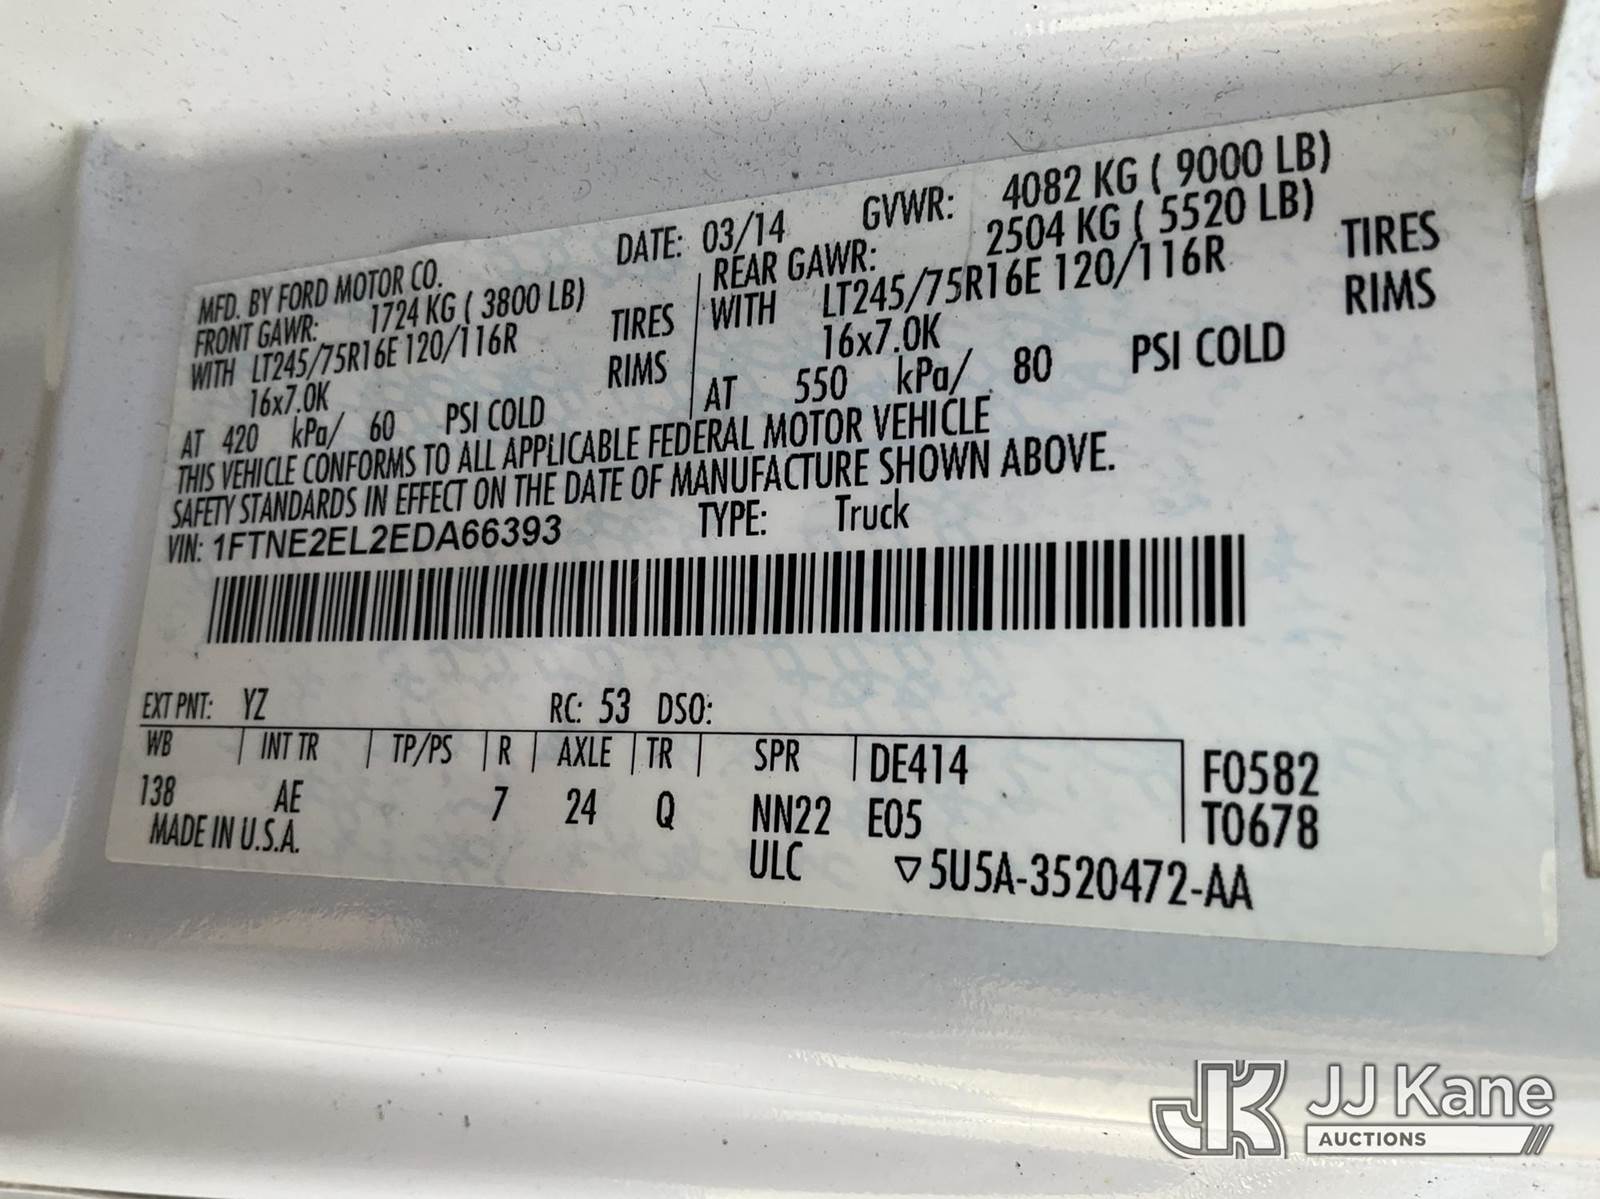 MFD. BY FORD MOTOR CO.
DATE: 03/14 GVWR: 4082 KG ( 9000 LB)
FRONT GAWR: 1724 KG ( 3800 LB)
WITH LT245/75R16E 120/116R TIRES
16x7.0K RIMS
AT 420 kPa/ 60 PSI COLD
REAR GAWR: 2504 KG ( 5520 LB)
WITH LT245/75R16E 120/116R TIRES
16x7.0K RIMS
AT 550 kPa/ 80 PSI COLD
THIS VEHICLE CONFORMS TO ALL APPLICABLE FEDERAL MOTOR VEHICLE
SAFETY STANDARDS IN EFFECT ON THE DATE OF MANUFACTURE SHOWN ABOVE.
VIN: 1FTNE2EL2EDA66393 TYPE: Truck
EXT PNT: YZ RC: 53 DSO:
WB INT TR TP/PS R AXLE TR SPR DE414 F0582
138 AE 7 24 Q NN22 E05 T0678
MADE IN U.S.A. ULC ▽5U5A-3520472-AA
JK JJ Kane
AUCTIONS